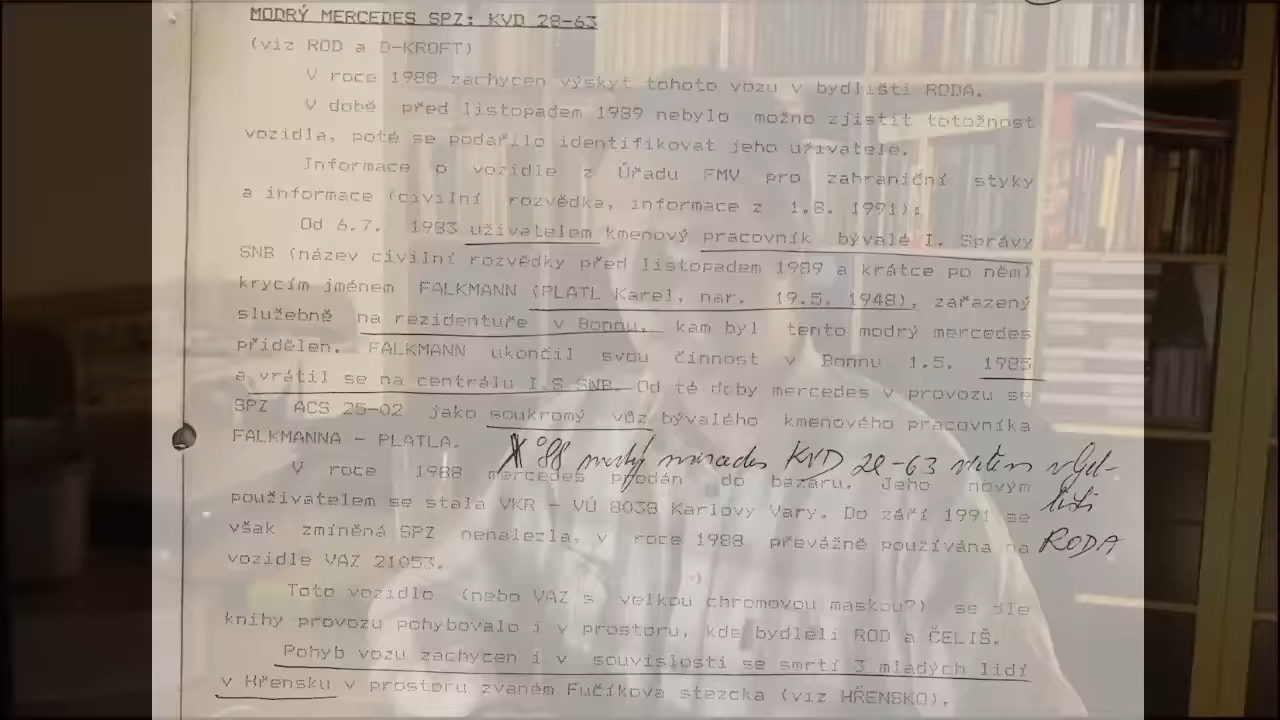 MODRÝ MERCEDES SPZ: KVD 28-63
(viz ROD a D-KROFT)
V roce 1988 zachycen výskyt tohoto vozu v bydlišti RODA.
V době před listopadem 1989 nebylo možno zjistit totožnost
vozidla, poté se podařilo identifikovat jeho uživatele.
Informace o vozidle z Úřadu FMV pro zahraniční styky
a informace (civilní rozvědka, informace z 1.8. 1991):
Od 6.7. 1983 uživatelem kmenový pracovník bývalé I. Správy
SNB (název civilní rozvědky před listopadem 1989 a krátce po něm)
krycím jménem FALKMANN (PLATL Karel, nar. 19.5. 1948), zařazený
služebně na rezidentuře v Bonnu, kam byl tento modrý mercedes
přidělen. FALKMANN ukončil svou činnost v Bonnu 1.5. 1985
a vrátil se na centrálu I.S SNB. Od té doby mercedes v provozu se
SPZ ACS 25-02 jako soukromý vůz bývalého kmenového pracovníka
FALKMANNA - PLATLA.
X 88 modrý mercedes KVD 28-63
V roce 1988 mercedes prodán do bazaru. Jeho novým
používatelem se stala VKR - VÚ 8038 Karlovy Vary. Do září 1991 se
však zmíněná SPZ nenalezla, v roce 1988 převážně používána na
RODA
vozidle VAZ 21053.
Toto vozidlo (nebo VAZ s velkou chromovou maskou?) se dle
knihy provozu pohybovalo i v prostoru, kde bydleli ROD a ČELIŠ.
Pohyb vozu zachycen i v souvislosti se smrtí 3 mladých lidí
v Hřensku v prostoru zvaném Fučíkova stezcka (viz HŘENSKO).